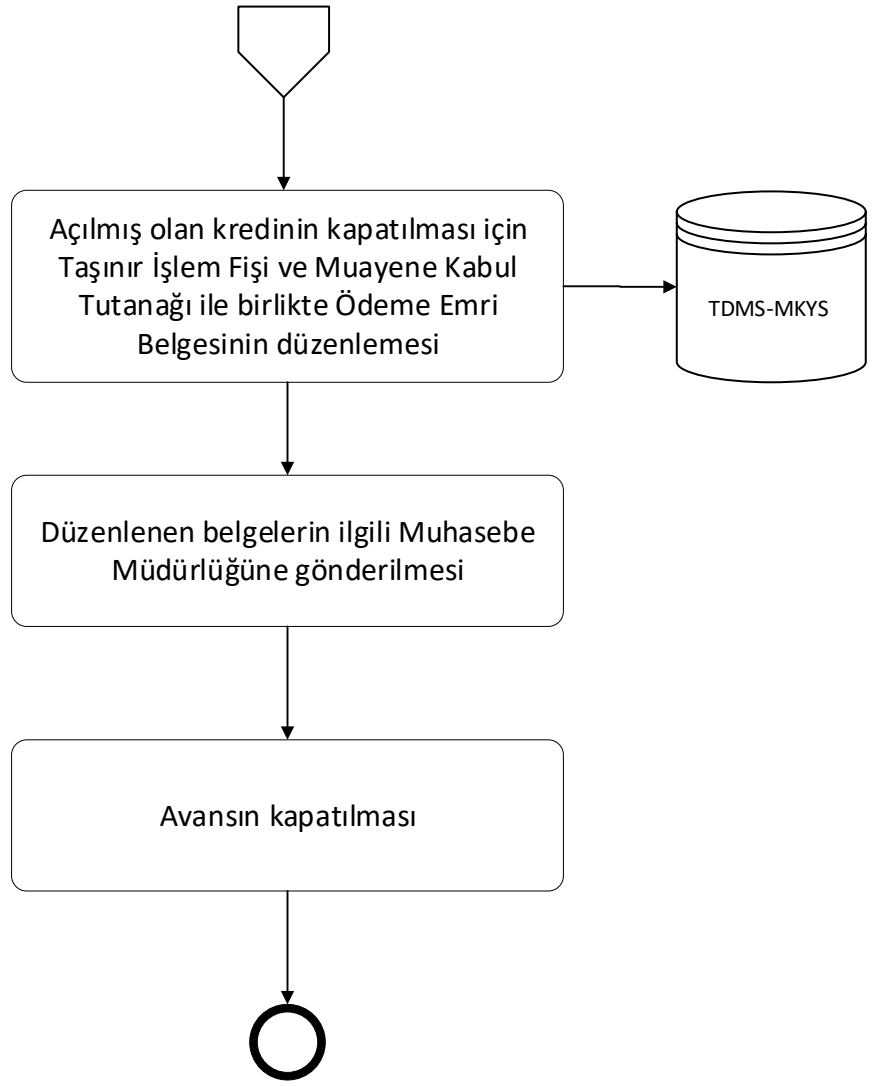 Açılmış olan kredinin kapatılması için
Taşınır İşlem Fişi ve Muayene Kabul
Tutanağı ile birlikte Ödeme Emri
Belgesinin düzenlemesi
TDMS-MKYS
Düzenlenen belgelerin ilgili Muhasebe
Müdürlüğüne gönderilmesi
Avansın kapatılması